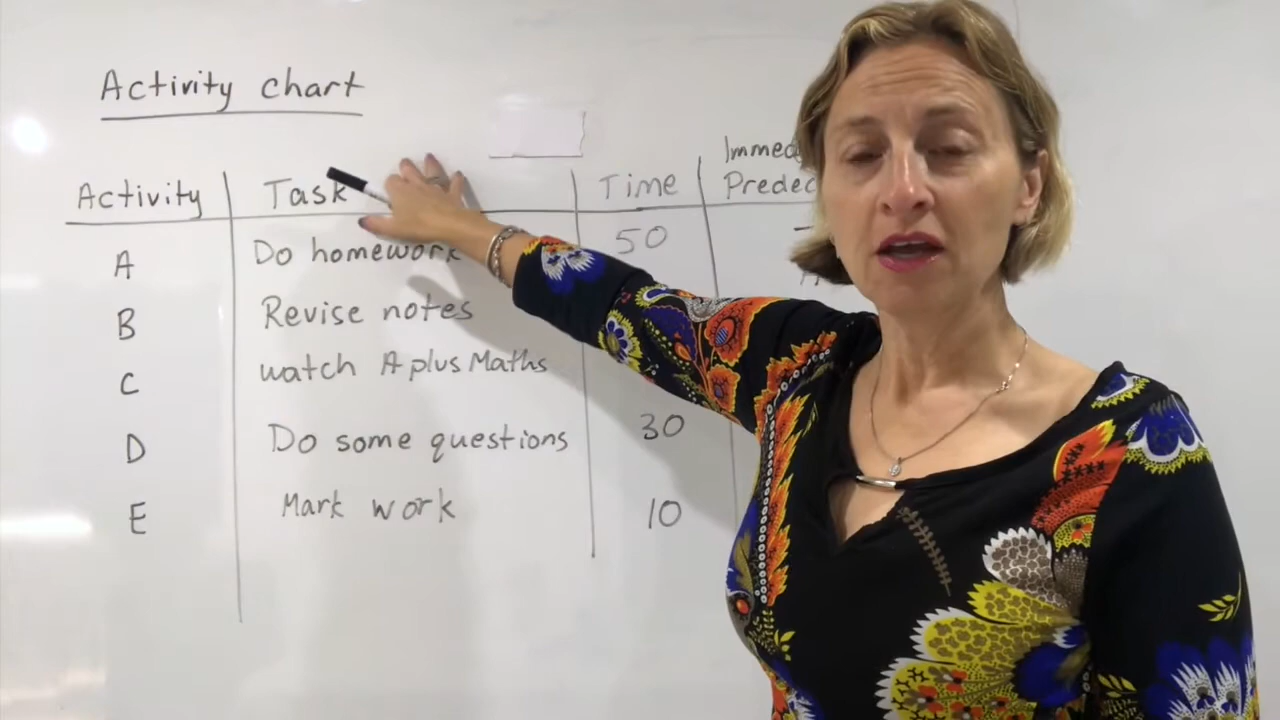 Activity chart
Activity Task Time Immed Predec
A Do homework 50 -
B Revise notes
C watch A plus Maths
D Do some questions 30
E Mark work 10